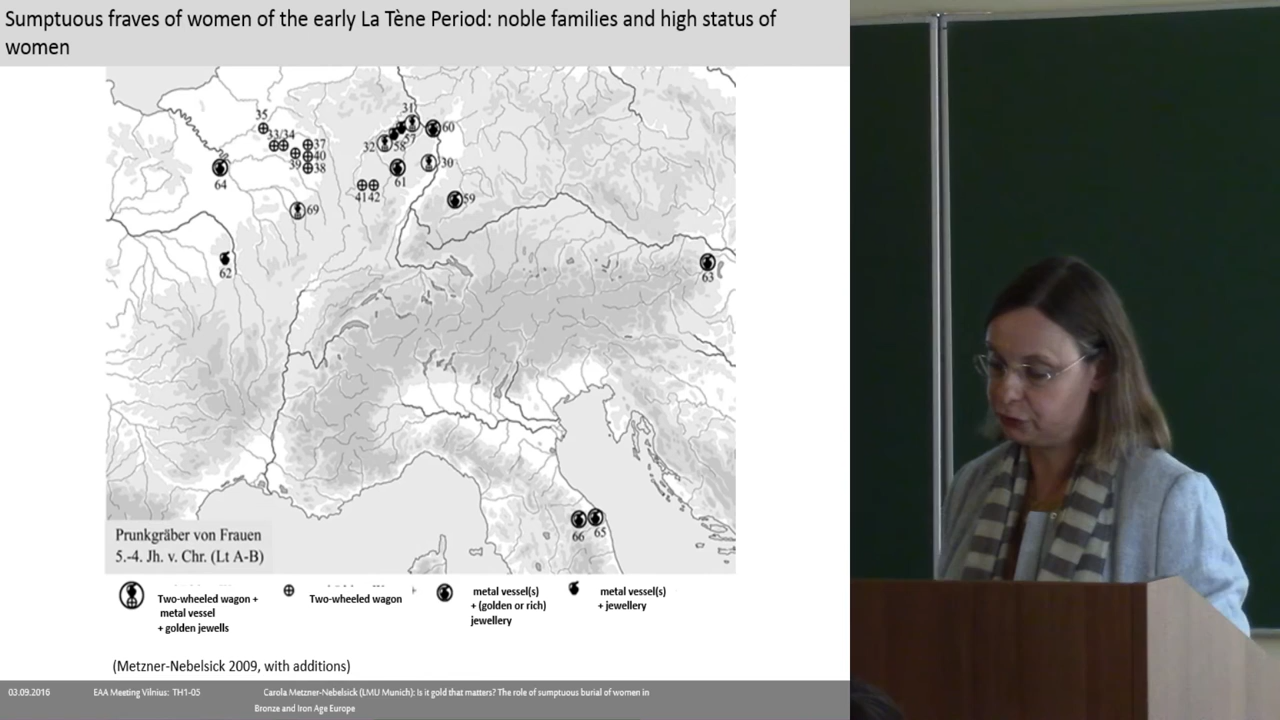 Sumptuous fraves of women of the early La Tène Period: noble families and high status of
women
35
31
33/34
37
60
57
32
58
40
39
38
30
64
61
41 42
59
69
62
63
66
65
Prunkgräber von Frauen
5.-4. Jh. v. Chr. (Lt A-B)
Two-wheeled wagon +
metal vessel
+ golden jewells
Two-wheeled wagon
metal vessel(s)
+ (golden or rich)
jewellery
metal vessel(s)
+ jewellery
(Metzner-Nebelsick 2009, with additions)
03.09.2016
EAA Meeting Vilnius: TH1-05
Carola Metzner-Nebelsick (LMU Munich): Is it gold that matters? The role of sumptuous burial of women in
Bronze and Iron Age Europe